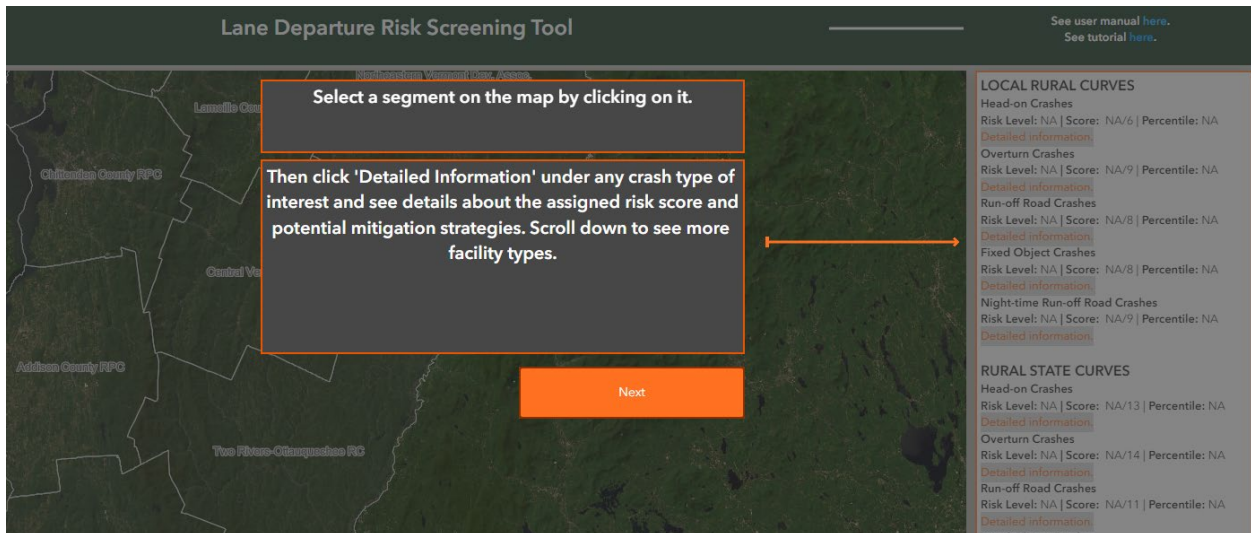 Lane Departure Risk Screening Tool
See user manual here.
See tutorial here.
Northeastern Vermont Dev. Assoc.
Lamoille Cou
Chittenden County RPC
Central Ve
Addison County RPC
Two Rivers-Ottauquechee RC
Select a segment on the map by clicking on it.
Then click 'Detailed Information' under any crash type of
interest and see details about the assigned risk score and
potential mitigation strategies. Scroll down to see more
facility types.
Next
LOCAL RURAL CURVES
Head-on Crashes
Risk Level: NA | Score: NA/6 | Percentile: NA
Detailed information.
Overturn Crashes
Risk Level: NA | Score: NA/9 | Percentile: NA
Detailed information.
Run-off Road Crashes
Risk Level: NA | Score: NA/8 | Percentile: NA
Detailed information.
Fixed Object Crashes
Risk Level: NA | Score: NA/8 | Percentile: NA
Detailed information.
Night-time Run-off Road Crashes
Risk Level: NA | Score: NA/9 | Percentile: NA
Detailed information.
RURAL STATE CURVES
Head-on Crashes
Risk Level: NA | Score: NA/13 | Percentile: NA
Detailed information.
Overturn Crashes
Risk Level: NA | Score: NA/14 | Percentile: NA
Detailed information.
Run-off Road Crashes
Risk Level: NA | Score: NA/11 | Percentile: NA
Detailed information.